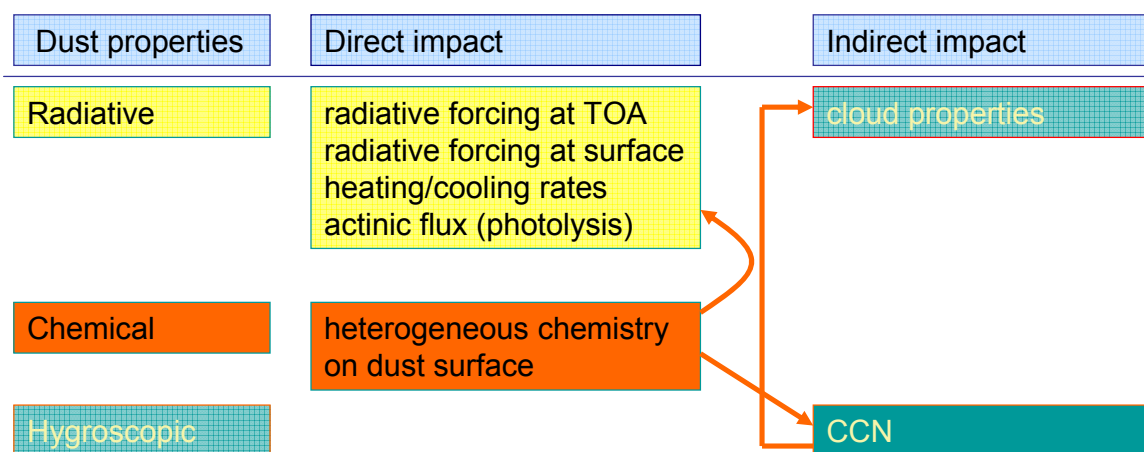 Dust properties
Direct impact
Indirect impact
Radiative
radiative forcing at TOA
radiative forcing at surface
heating/cooling rates
actinic flux (photolysis)
cloud properties
Chemical
heterogeneous chemistry
on dust surface
Hygroscopic
CCN